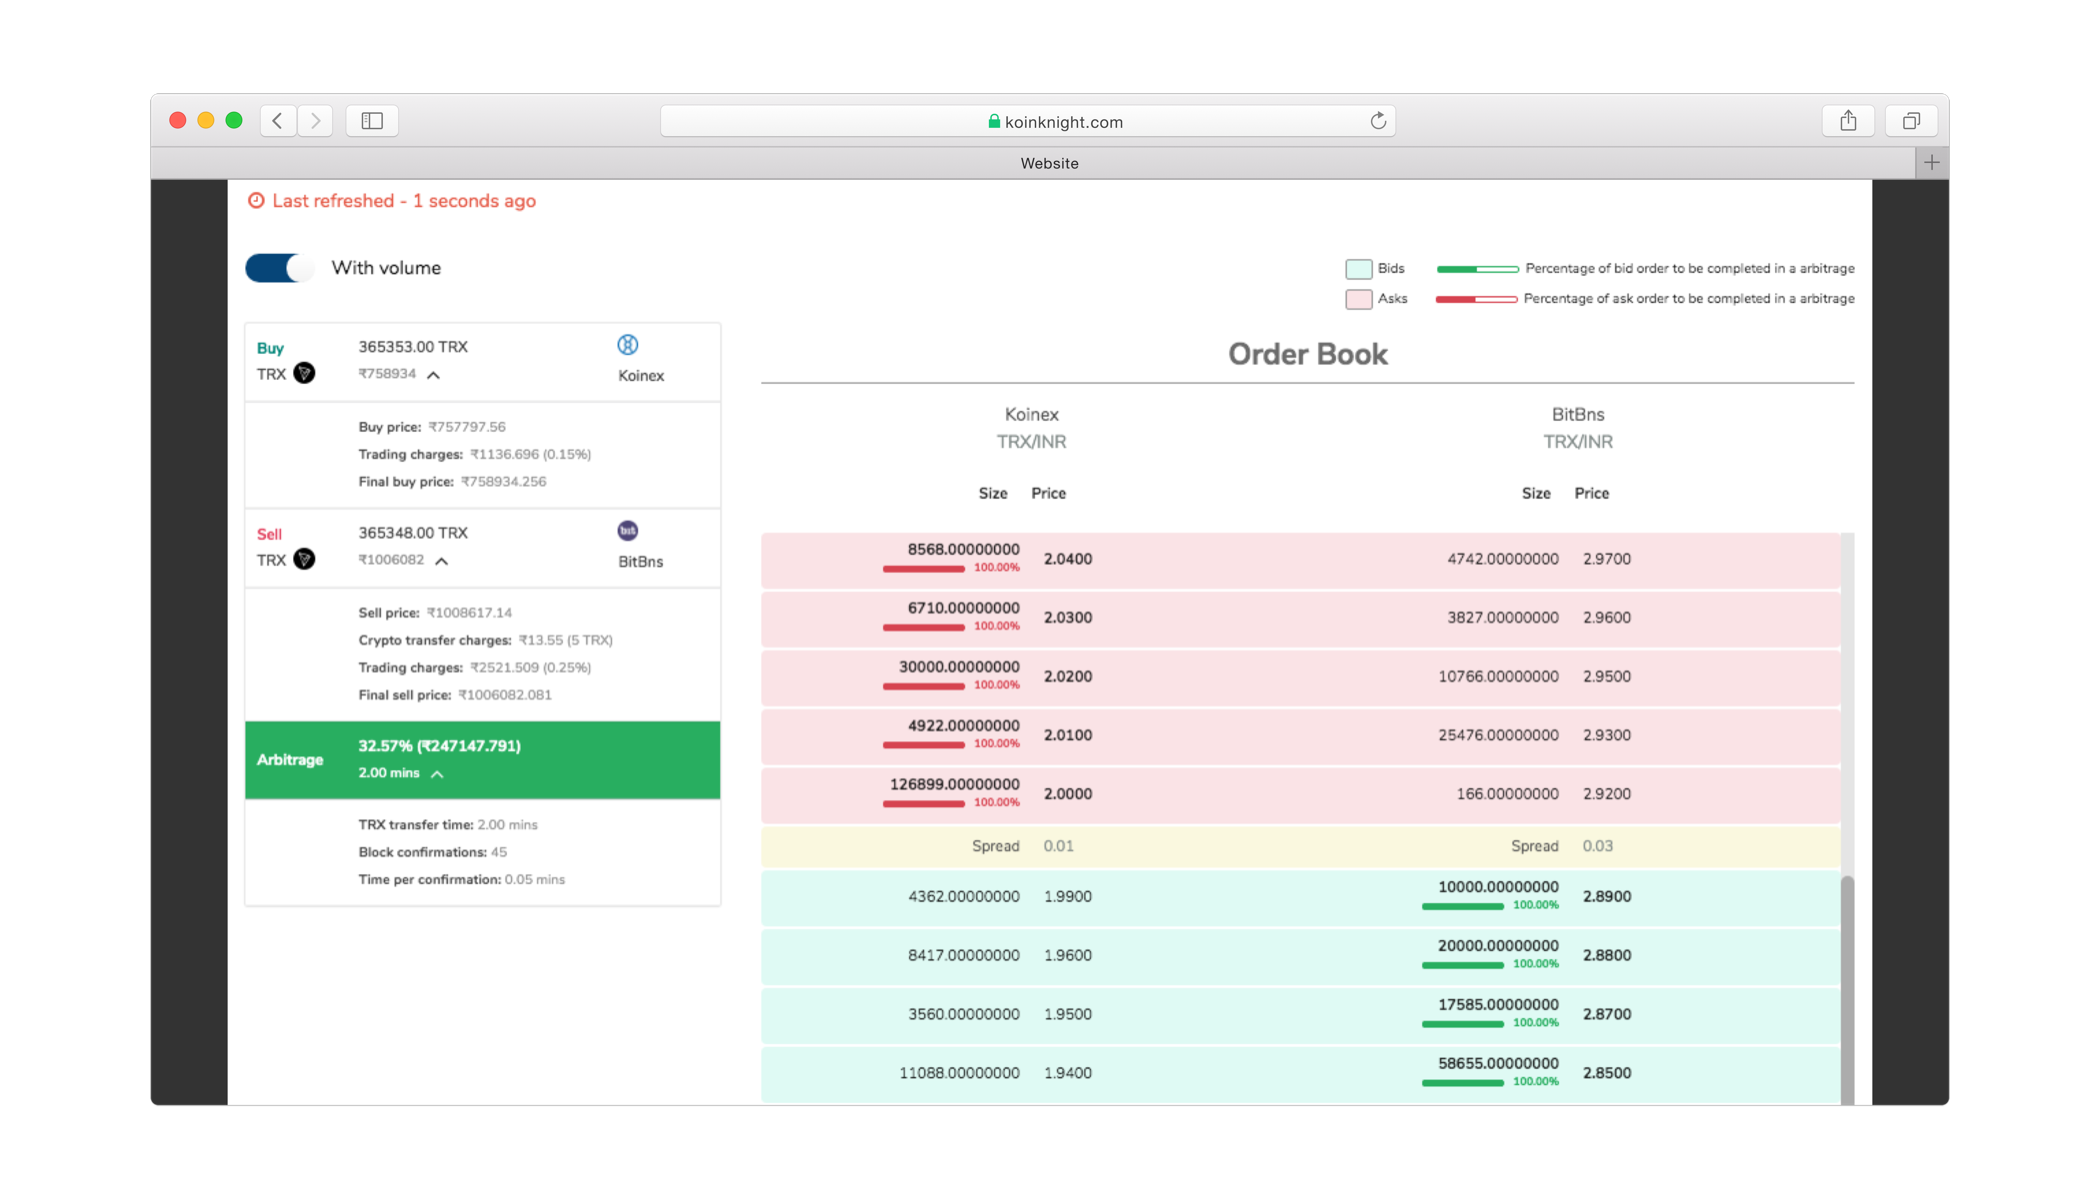 koinknight.com
Website
Last refreshed - 1 seconds ago
With volume
Bids Percentage of bid order to be completed in a arbitrage
Asks Percentage of ask order to be completed in a arbitrage
Buy 365353.00 TRX
TRX ₹758934 Koinex
Buy price: ₹757797.56
Trading charges: ₹1136.696 (0.15%)
Final buy price: ₹758934.256
Sell 365348.00 TRX bit
TRX ₹1006082 BitBns
Sell price: ₹1008617.14
Crypto transfer charges: ₹13.55 (5 TRX)
Trading charges: ₹2521.509 (0.25%)
Final sell price: ₹1006082.081
Arbitrage 32.57% (₹247147.791)
2.00 mins
TRX transfer time: 2.00 mins
Block confirmations: 45
Time per confirmation: 0.05 mins
Order Book
Koinex BitBns
TRX/INR TRX/INR
Size Price Size Price
8568.00000000 100.00% 2.0400 4742.00000000 2.9700
6710.00000000 100.00% 2.0300 3827.00000000 2.9600
30000.00000000 100.00% 2.0200 10766.00000000 2.9500
4922.00000000 100.00% 2.0100 25476.00000000 2.9300
126899.00000000 100.00% 2.0000 166.00000000 2.9200
Spread 0.01 Spread 0.03
4362.00000000 1.9900 10000.00000000 100.00% 2.8900
8417.00000000 1.9600 20000.00000000 100.00% 2.8800
3560.00000000 1.9500 17585.00000000 100.00% 2.8700
11088.00000000 1.9400 58655.00000000 100.00% 2.8500